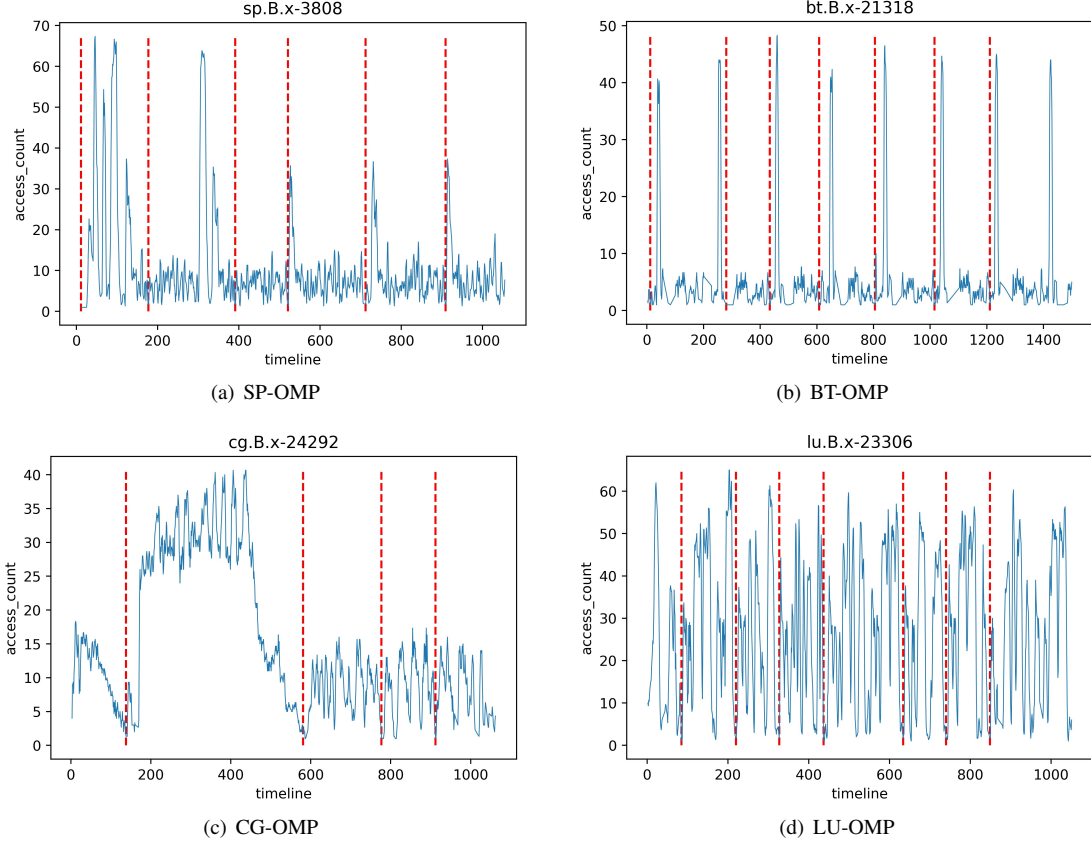 sp.B.x-3808
70
60
50
40
30
20
10
0
access_count
0 200 400 600 800 1000
timeline
(a) SP-OMP
bt.B.x-21318
50
40
30
20
10
0
access_count
0 200 400 600 800 1000 1200 1400
timeline
(b) BT-OMP
cg.B.x-24292
40
35
30
25
20
15
10
5
0
access_count
0 200 400 600 800 1000
timeline
(c) CG-OMP
lu.B.x-23306
60
50
40
30
20
10
0
access_count
0 200 400 600 800 1000
timeline
(d) LU-OMP